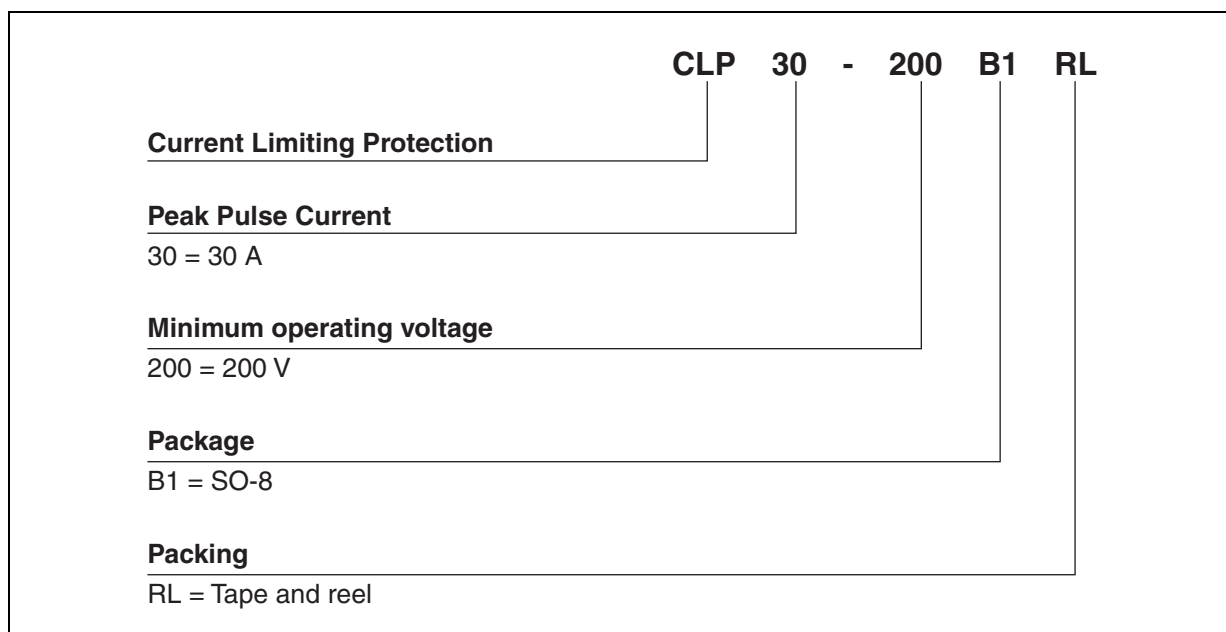 CLP 30 - 200 B1 RL
Current Limiting Protection
Peak Pulse Current
30 = 30 A
Minimum operating voltage
200 = 200 V
Package
B1 = SO-8
Packing
RL = Tape and reel